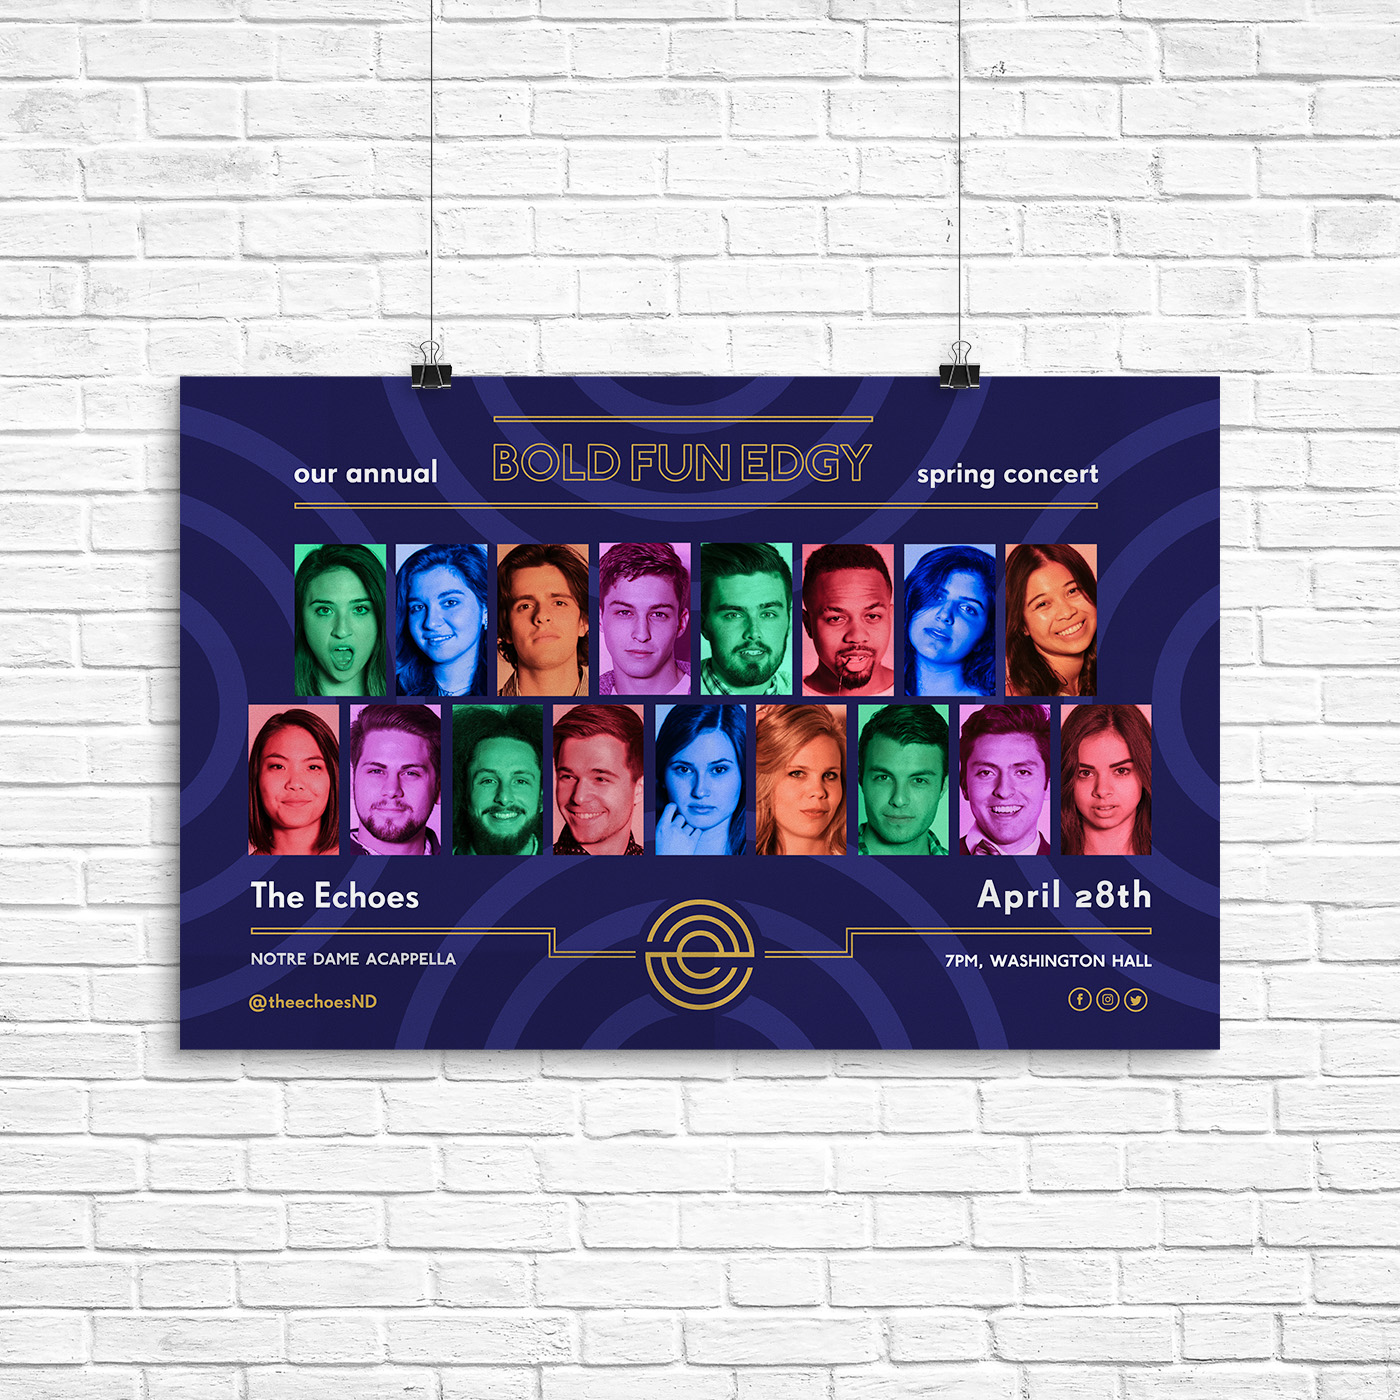 our annual
BOLD FUN EDGY
spring concert
The Echoes
April 28th
NOTRE DAME ACAPPELLA
7PM, WASHINGTON HALL
@theechoesND